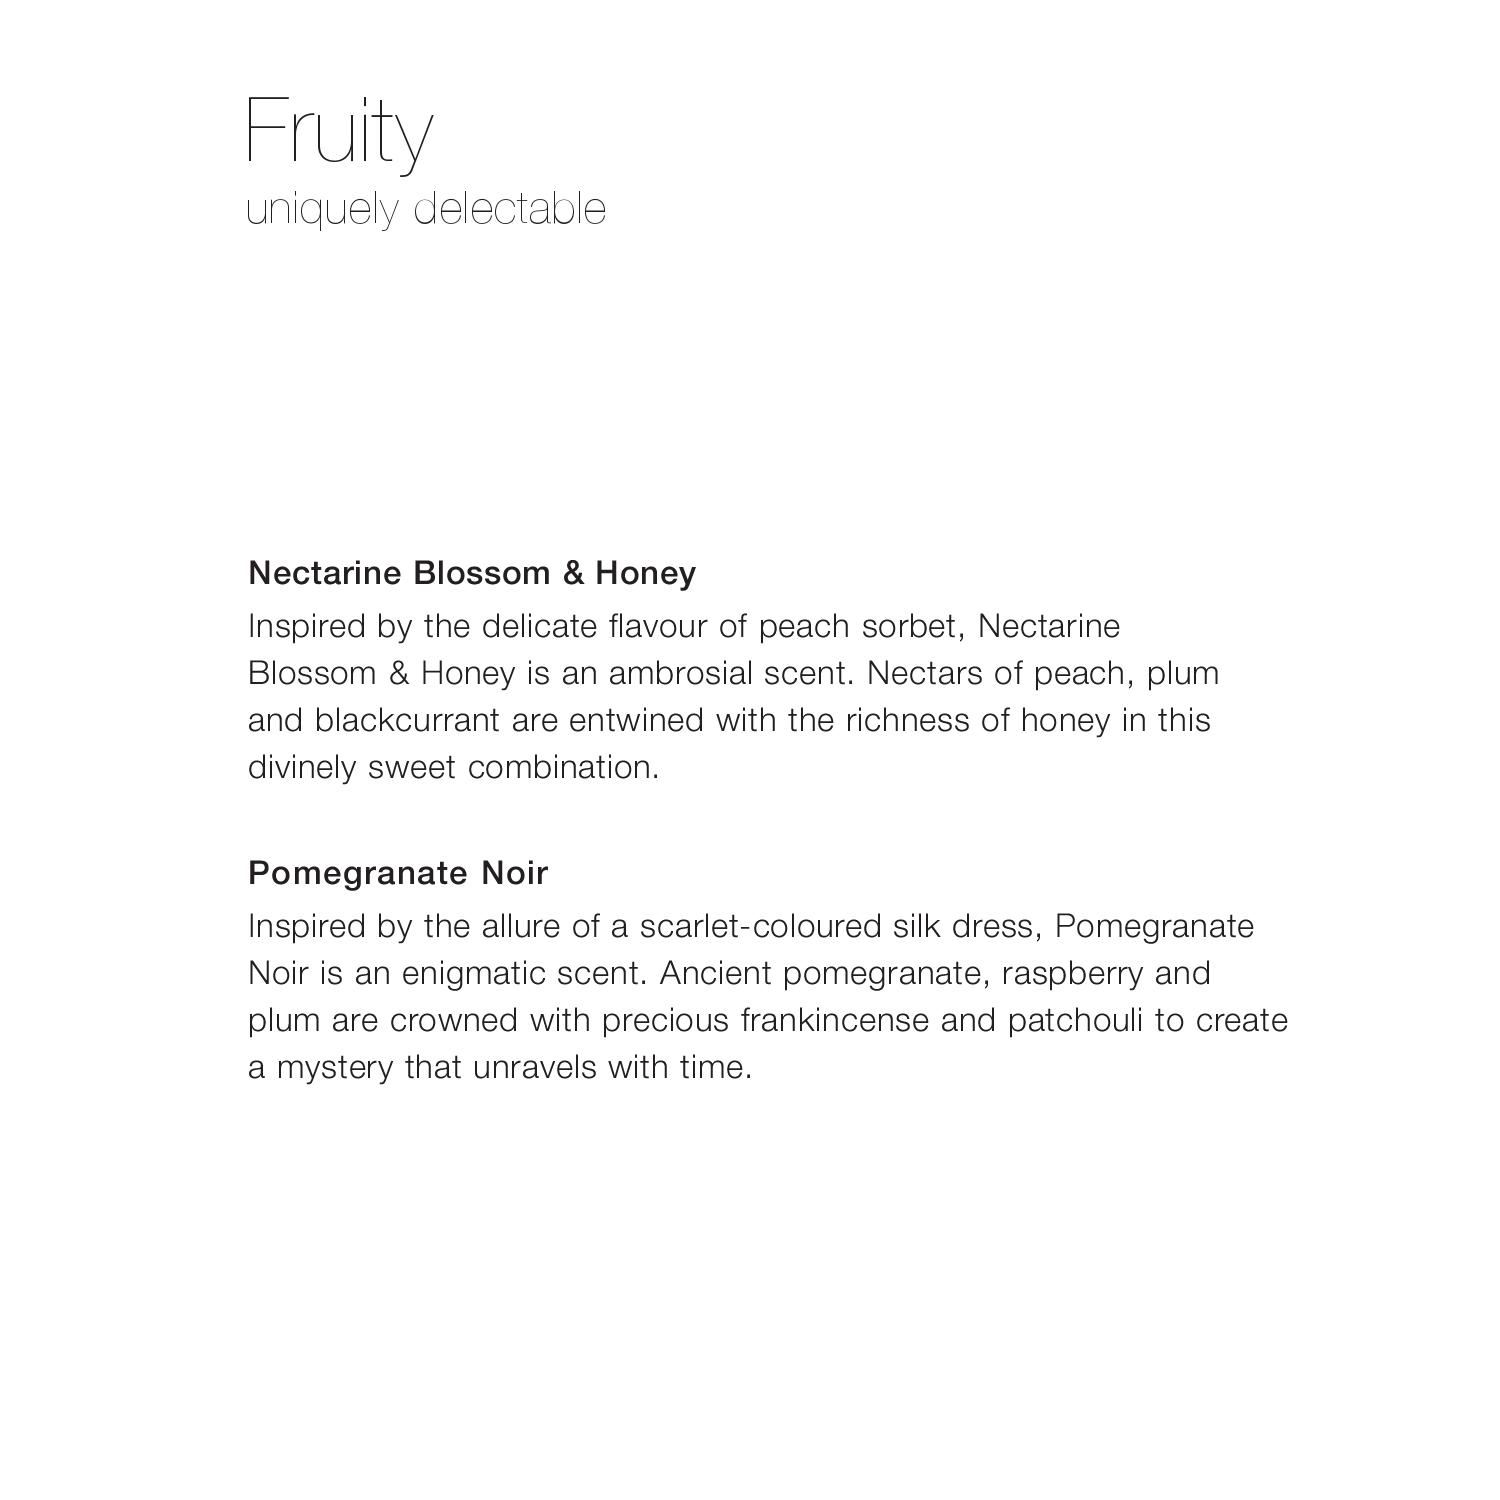 Fruity
uniquely delectable
Nectarine Blossom & Honey
Inspired by the delicate flavour of peach sorbet, Nectarine
Blossom & Honey is an ambrosial scent. Nectars of peach, plum
and blackcurrant are entwined with the richness of honey in this
divinely sweet combination.
Pomegranate Noir
Inspired by the allure of a scarlet-coloured silk dress, Pomegranate
Noir is an enigmatic scent. Ancient pomegranate, raspberry and
plum are crowned with precious frankincense and patchouli to create
a mystery that unravels with time.